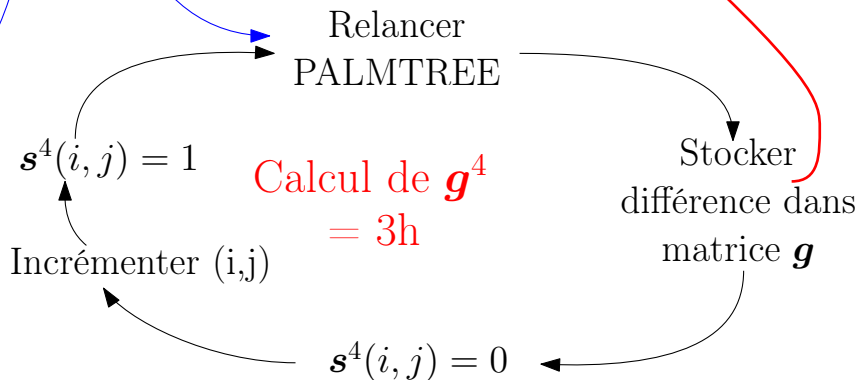 Relancer
PALMTREE
s⁴(i, j) = 1
Calcul de g⁴
= 3h
Stocker
différence dans
matrice g
Incrémenter (i,j)
s⁴(i, j) = 0